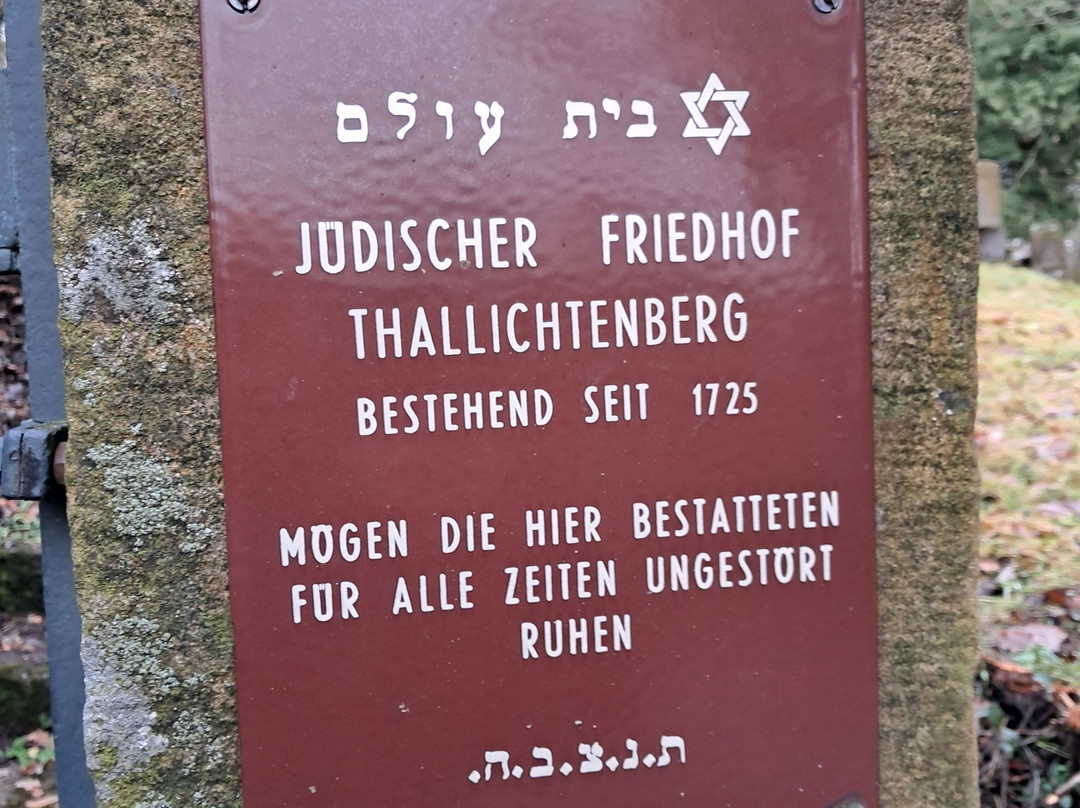 בית עולם
JÜDISCHER FRIEDHOF
THALLICHTENBERG
BESTEHEND SEIT 1725
MÖGEN DIE HIER BESTATTETEN
FÜR ALLE ZEITEN UNGESTÖRT
RUHEN
ת.נ.צ.ב.ה.